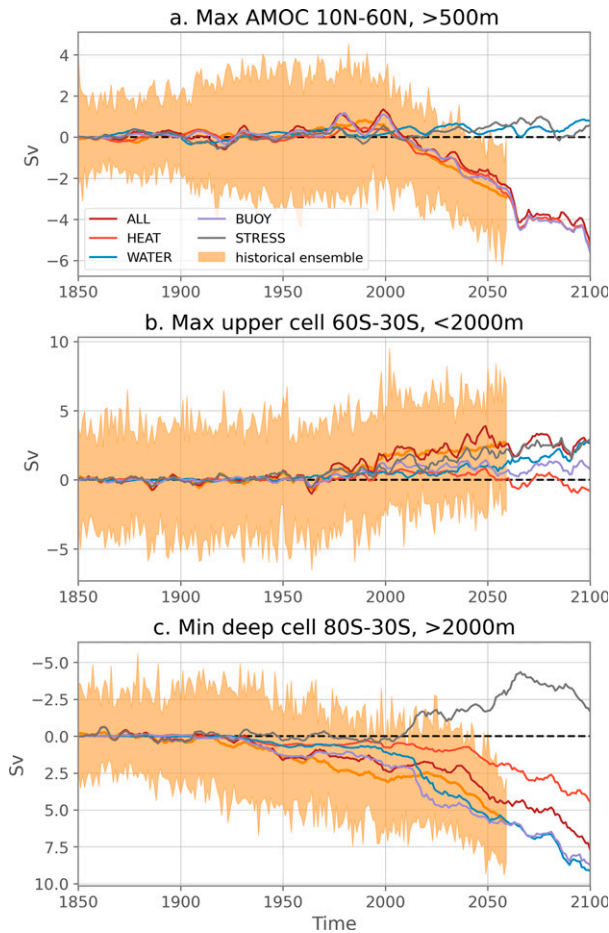 a. Max AMOC 10N-60N, >500m
4
2
0
−2
−4
−6
Sv
ALL
HEAT
WATER
BUOY
STRESS
historical ensemble
1850 1900 1950 2000 2050 2100
b. Max upper cell 60S-30S, <2000m
10
5
0
−5
Sv
1850 1900 1950 2000 2050 2100
c. Min deep cell 80S-30S, >2000m
−5.0
−2.5
0.0
2.5
5.0
7.5
10.0
Sv
1850 1900 1950 2000 2050 2100
Time